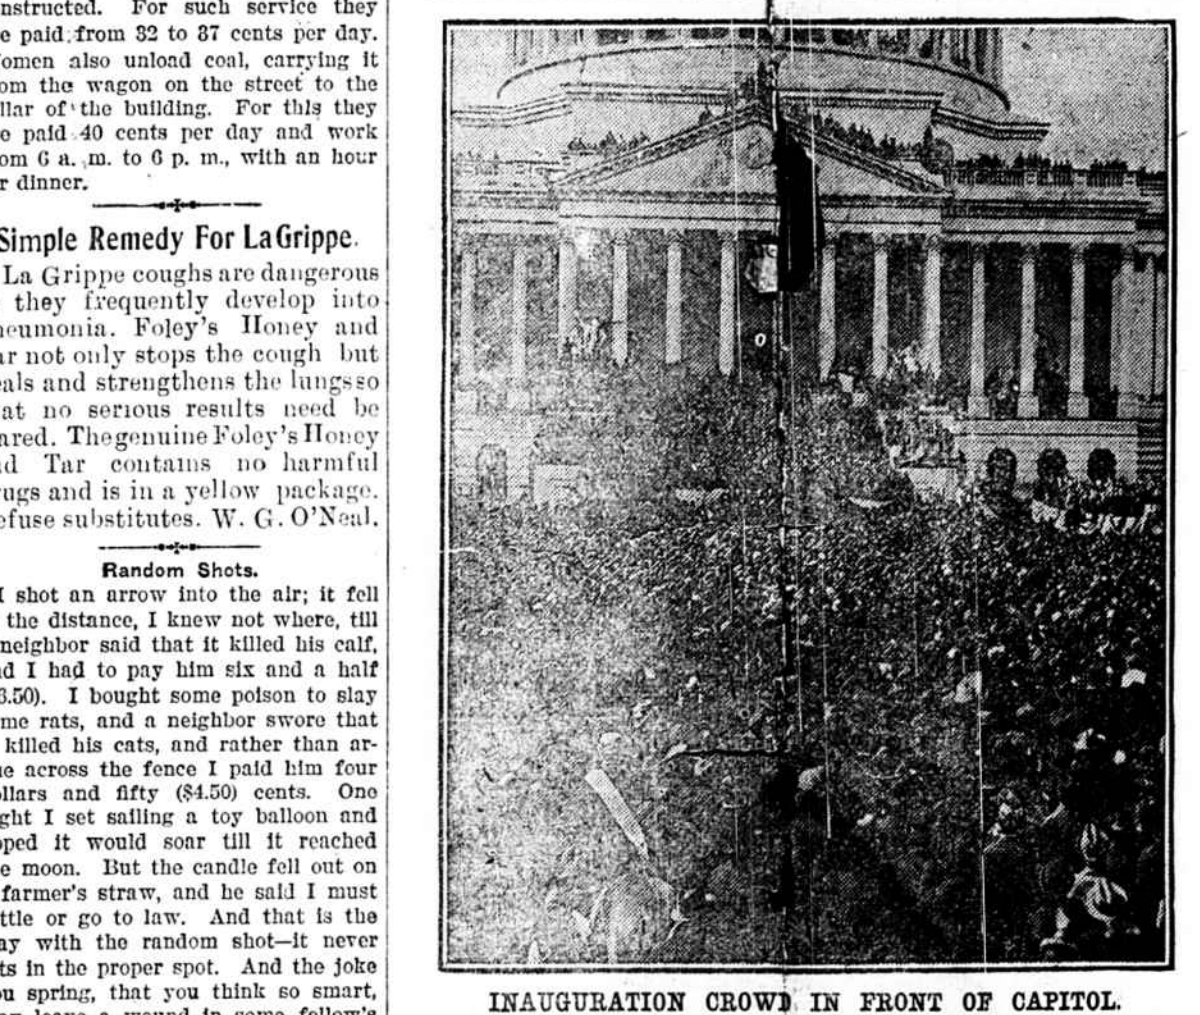 nstructed. For such service they
e paid from 32 to 37 cents per day.
omen also unload coal, carrying it
om the wagon on the street to the
llar of the building. For this they
e paid 40 cents per day and work
om 6 a. m. to 6 p. m., with an hour
r dinner.
Simple Remedy For La Grippe.
La Grippe coughs are dangerous
they frequently develop into
neumonia. Foley's Honey and
ar not only stops the cough but
eals and strengthens the lungs so
at no serious results need be
ared. The genuine Foley's Honey
d Tar contains no harmful
rugs and is in a yellow package.
efuse substitutes. W. G. O'Neal.
Random Shots.
I shot an arrow into the air; it fell
the distance, I knew not where, till
neighbor said that it killed his calf,
d I had to pay him six and a half
6.50). I bought some poison to slay
me rats, and a neighbor swore that
killed his cats, and rather than ar-
ue across the fence I paid him four
ollars and fifty ($4.50) cents. One
ght I set sailing a toy balloon and
oped it would soar till it reached
e moon. But the candle fell out on
farmer's straw, and he said I must
ttle or go to law. And that is the
ay with the random shot—it never
ts in the proper spot. And the joke
ou spring, that you think so smart,
leave a wound in some fellow's
INAUGURATION CROWD IN FRONT OF CAPITOL.